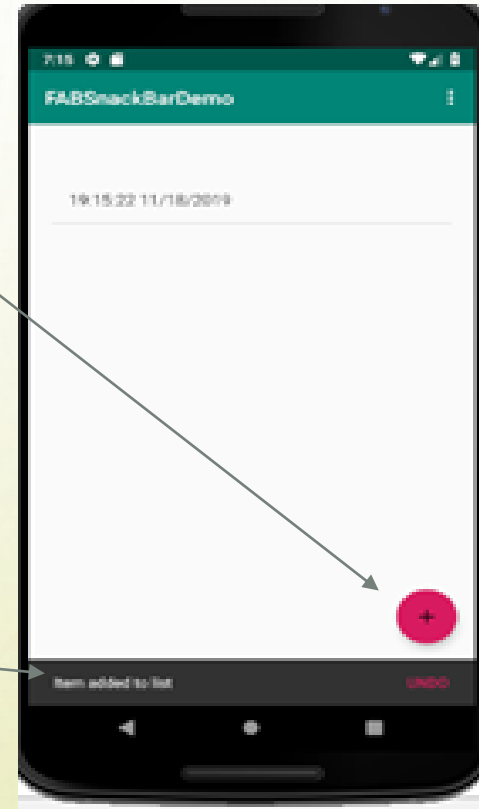 7:15
FABSnackBarDemo
19:15:22 11/18/2019
+
Item added to list
UNDO